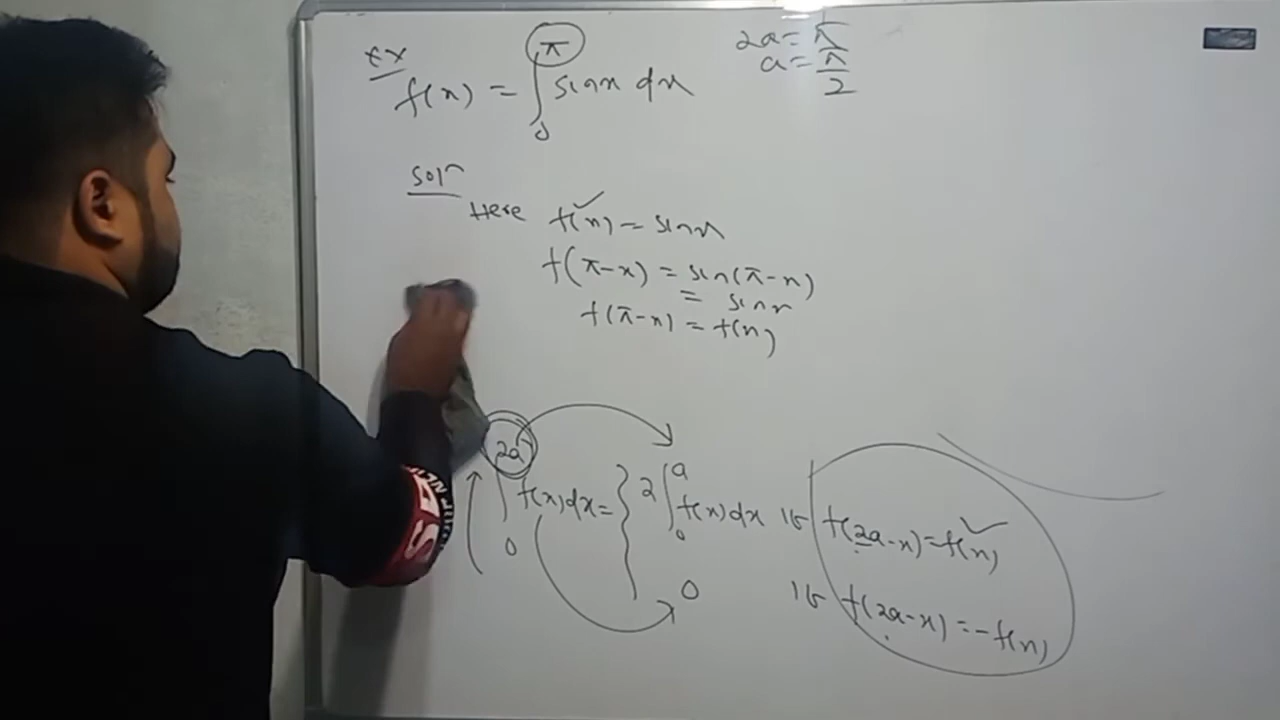 Ex
f(x) = ∫₀^π sinx dx
2a = π
a = π/2
Solⁿ
Here f(x) = sinx
f(π-x) = sin(π-x)
= sinx
f(π-x) = f(x)
∫₀^2a f(x)dx = { 2∫₀^a f(x)dx if f(2a-x) = f(x)
0 if f(2a-x) = -f(x)